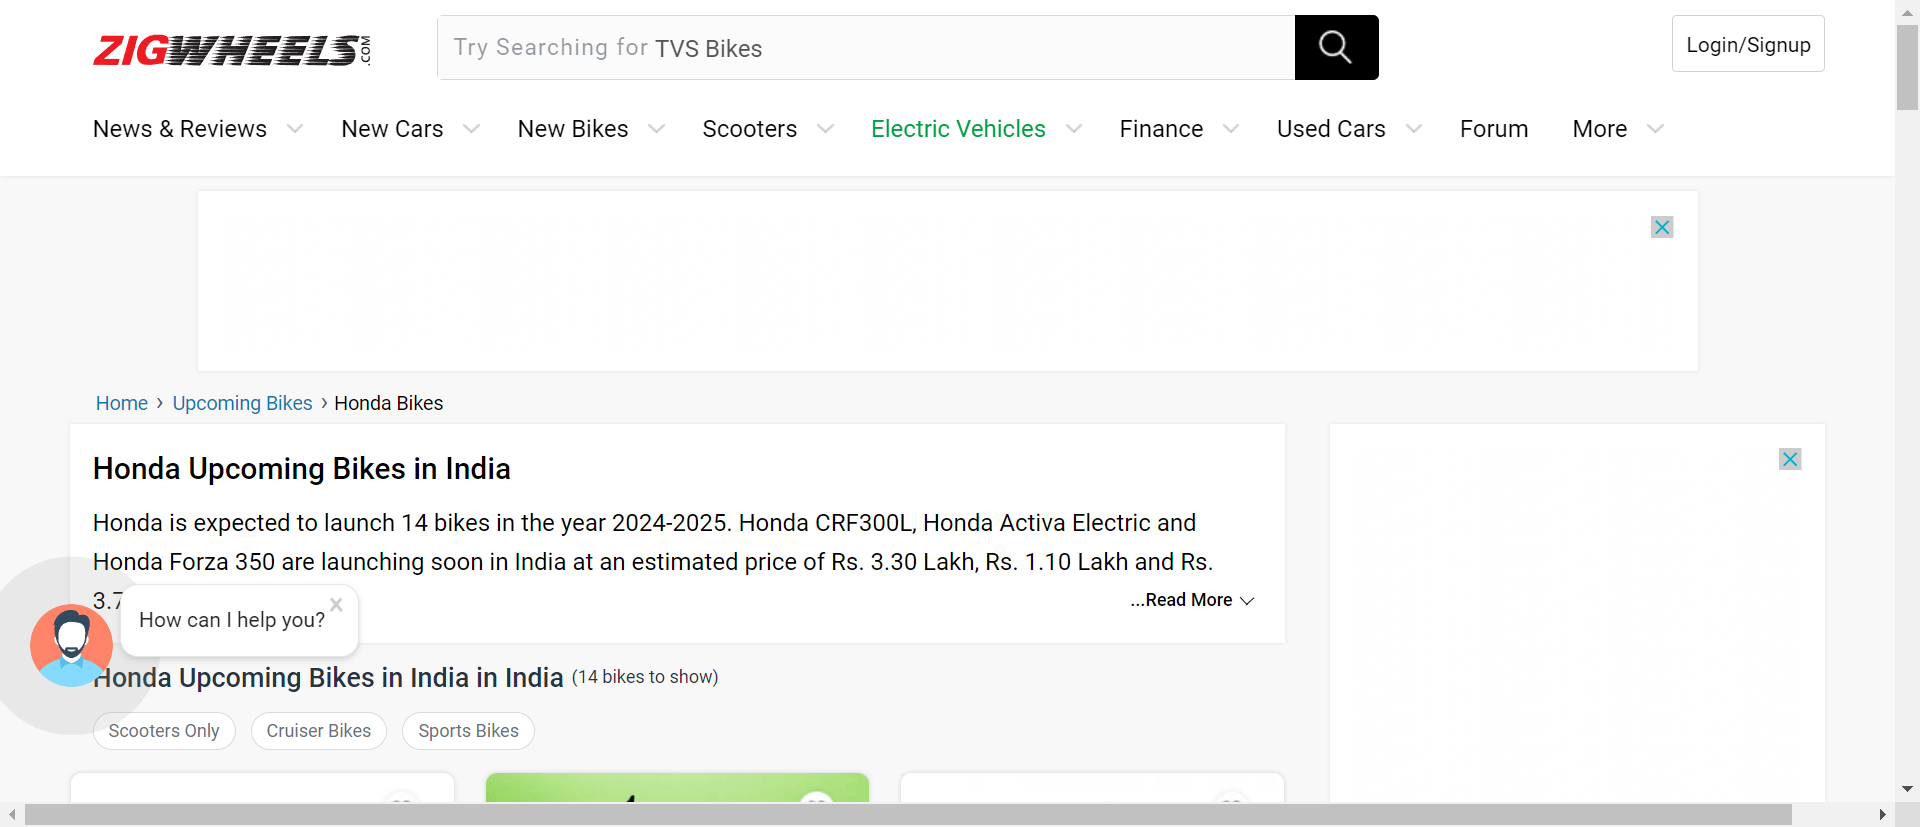 ZIGWHEELS.COM
Try Searching for TVS Bikes
Login/Signup
News & Reviews New Cars New Bikes Scooters Electric Vehicles Finance Used Cars Forum More
Home › Upcoming Bikes › Honda Bikes
Honda Upcoming Bikes in India
Honda is expected to launch 14 bikes in the year 2024-2025. Honda CRF300L, Honda Activa Electric and
Honda Forza 350 are launching soon in India at an estimated price of Rs. 3.30 Lakh, Rs. 1.10 Lakh and Rs.
3.7
...Read More
How can I help you?
Honda Upcoming Bikes in India in India (14 bikes to show)
Scooters Only Cruiser Bikes Sports Bikes